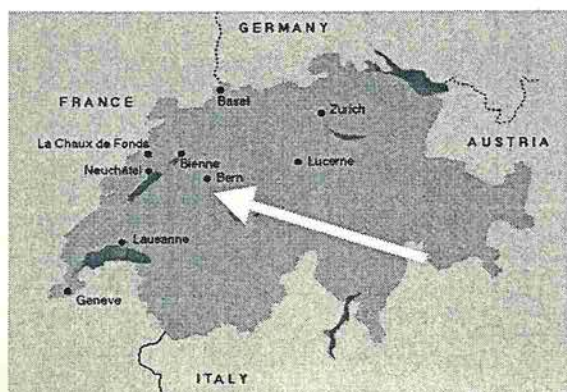 GERMANY
FRANCE
Basel
Zurich
La Chaux de Fonds
AUSTRIA
Bienne
Lucerne
Neuchâtel
Bern
Lausanne
Geneve
ITALY